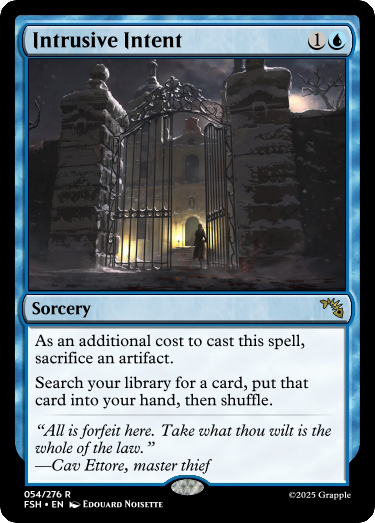 Intrusive Intent 1
Sorcery
As an additional cost to cast this spell,
sacrifice an artifact.
Search your library for a card, put that
card into your hand, then shuffle.
“All is forfeit here. Take what thou wilt is the
whole of the law.”
—Cav Ettore, master thief
054/276 R
FSH • EN Edouard Noisette ©2025 Grapple